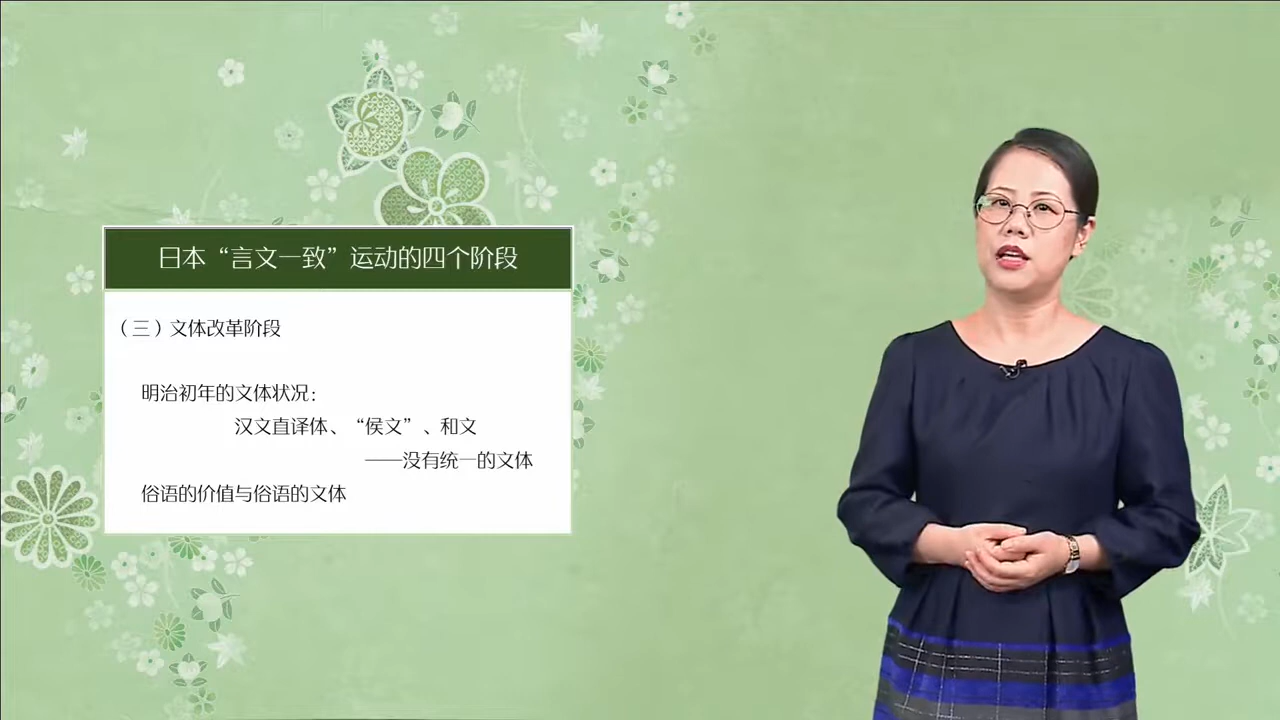 日本“言文一致”运动的四个阶段
（三）文体改革阶段
明治初年的文体状况：
汉文直译体、“侯文”、和文
——没有统一的文体
俗语的价值与俗语的文体